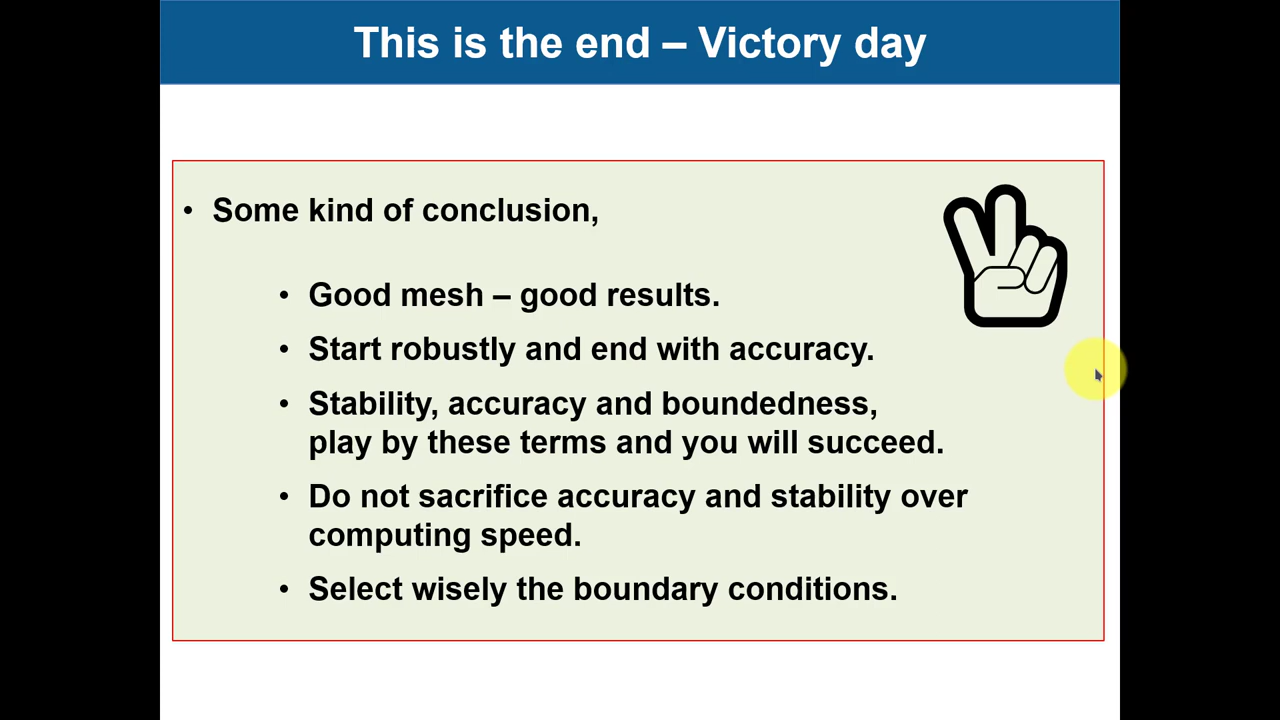 This is the end – Victory day
• Some kind of conclusion,
• Good mesh – good results.
• Start robustly and end with accuracy.
• Stability, accuracy and boundedness,
play by these terms and you will succeed.
• Do not sacrifice accuracy and stability over
computing speed.
• Select wisely the boundary conditions.